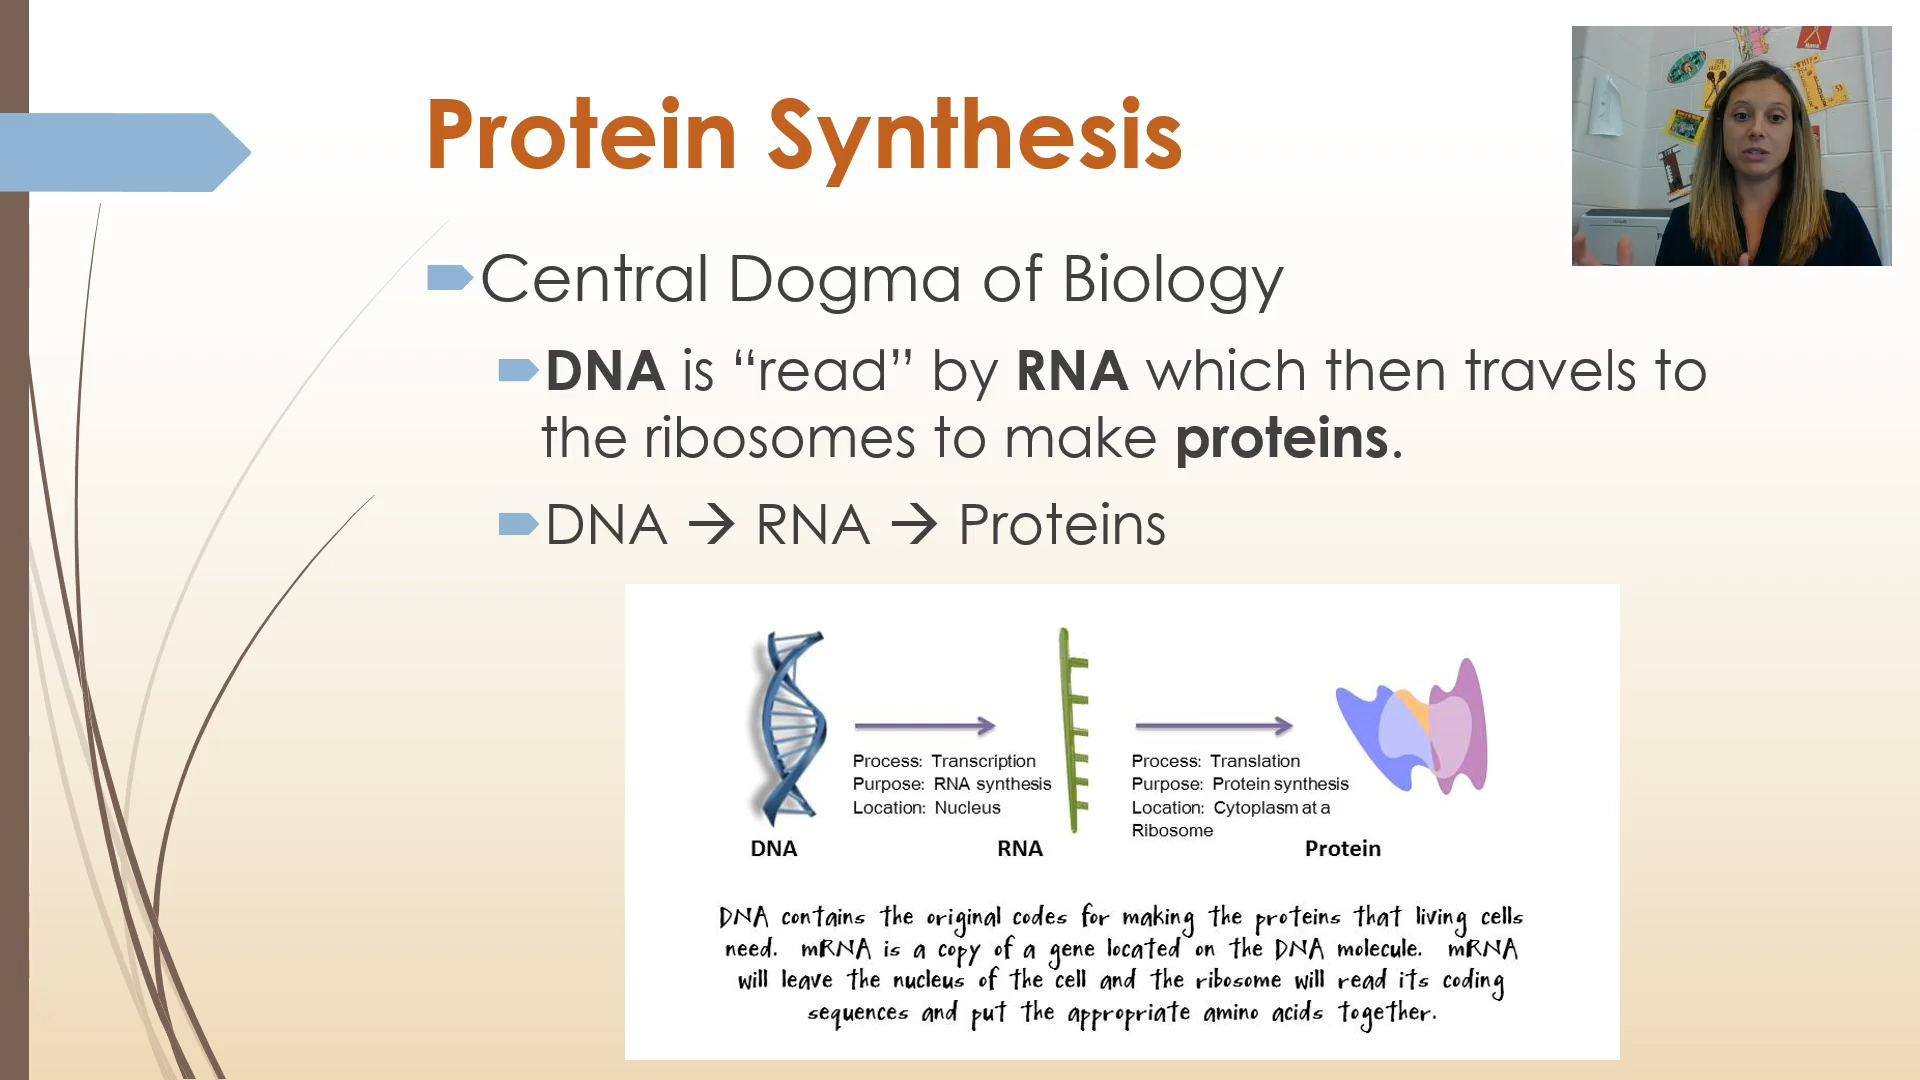 Protein Synthesis
Central Dogma of Biology
DNA is “read” by RNA which then travels to
the ribosomes to make proteins.
DNA → RNA → Proteins
Process: Transcription
Purpose: RNA synthesis
Location: Nucleus
Process: Translation
Purpose: Protein synthesis
Location: Cytoplasm at a
Ribosome
DNA
RNA
Protein
DNA contains the original codes for making the proteins that living cells
need. mRNA is a copy of a gene located on the DNA molecule. mRNA
will leave the nucleus of the cell and the ribosome will read its coding
sequences and put the appropriate amino acids together.